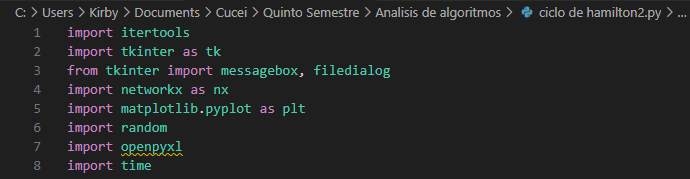 C: > Users > Kirby > Documents > Cucei > Quinto Semestre > Analisis de algoritmos > ciclo de hamilton2.py > ...
1 import itertools
2 import tkinter as tk
3 from tkinter import messagebox, filedialog
4 import networkx as nx
5 import matplotlib.pyplot as plt
6 import random
7 import openpyxl
8 import time